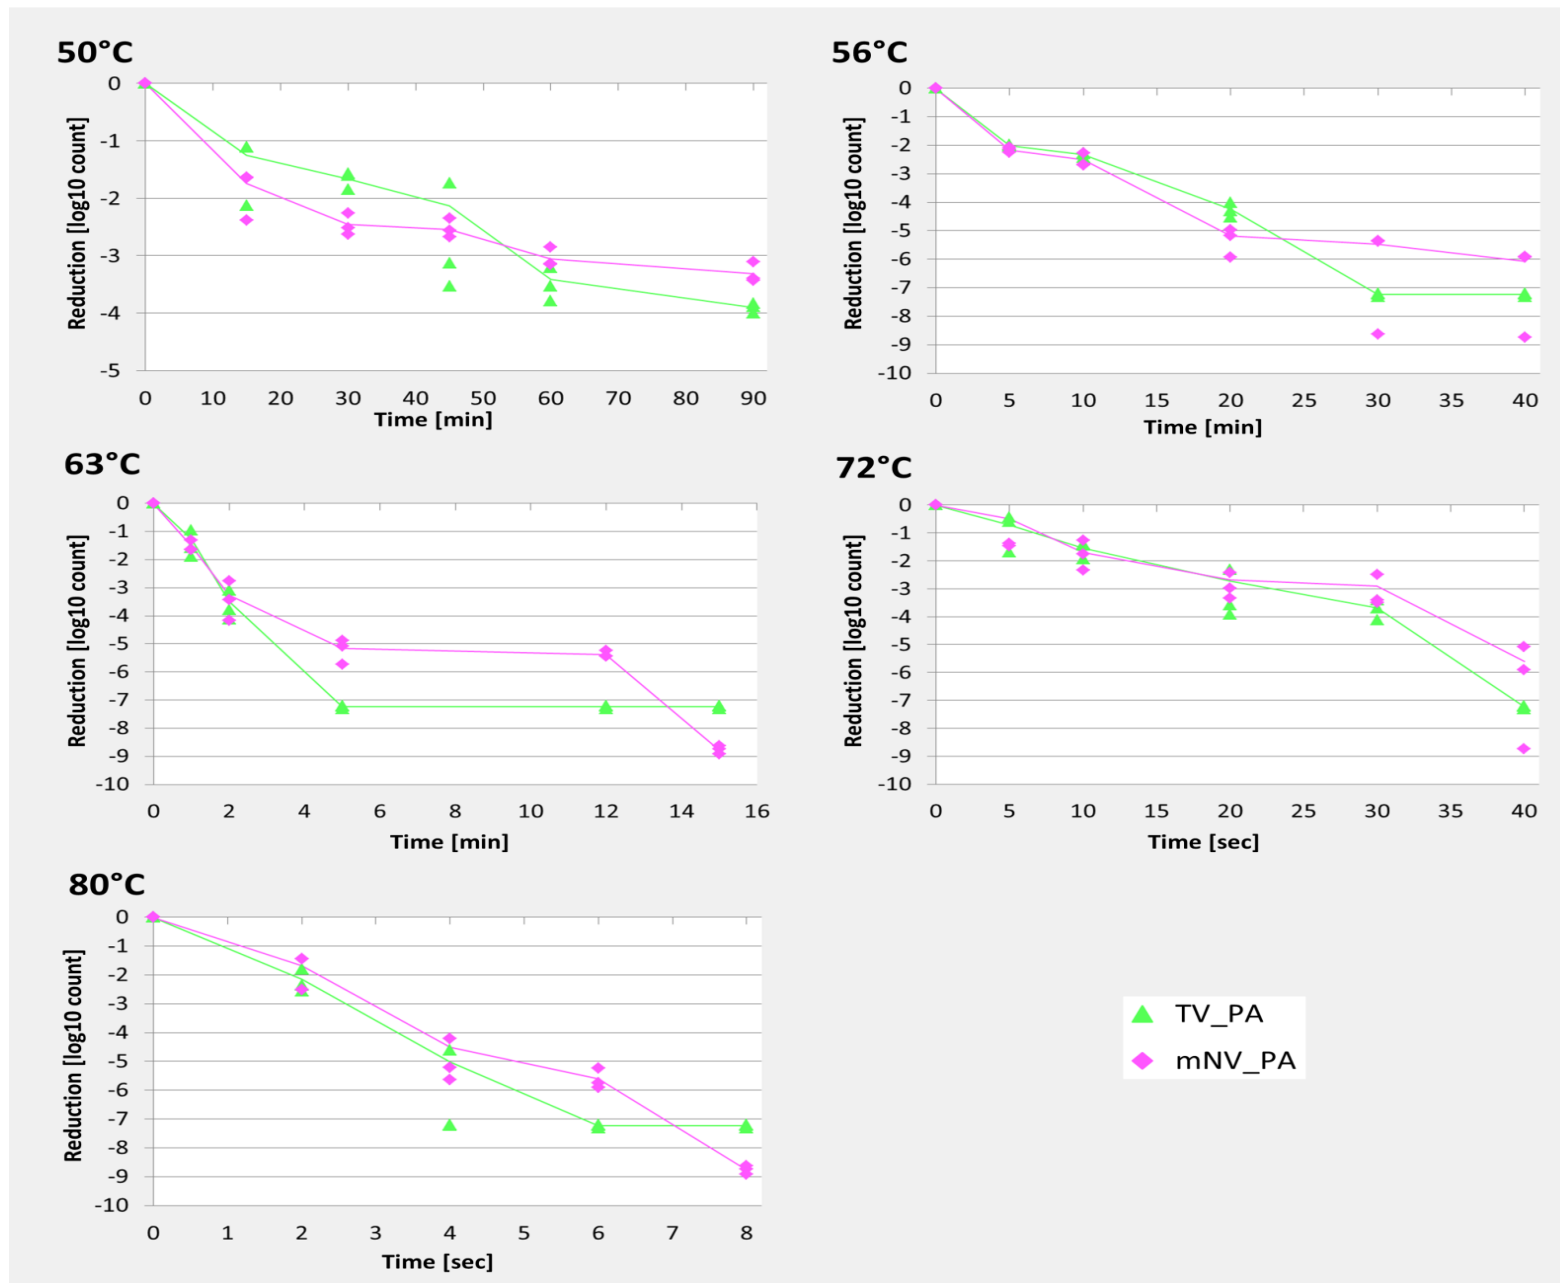 50°C
Reduction [log10 count]
0
-1
-2
-3
-4
-5
0 10 20 30 40 50 60 70 80 90
Time [min]
56°C
Reduction [log10 count]
0
-1
-2
-3
-4
-5
-6
-7
-8
-9
-10
0 5 10 15 20 25 30 35 40
Time [min]
63°C
Reduction [log10 count]
0
-1
-2
-3
-4
-5
-6
-7
-8
-9
-10
0 2 4 6 8 10 12 14 16
Time [min]
72°C
Reduction [log10 count]
0
-1
-2
-3
-4
-5
-6
-7
-8
-9
-10
0 5 10 15 20 25 30 35 40
Time [sec]
80°C
Reduction [log10 count]
0
-1
-2
-3
-4
-5
-6
-7
-8
-9
-10
0 1 2 3 4 5 6 7 8
Time [sec]
TV_PA
mNV_PA